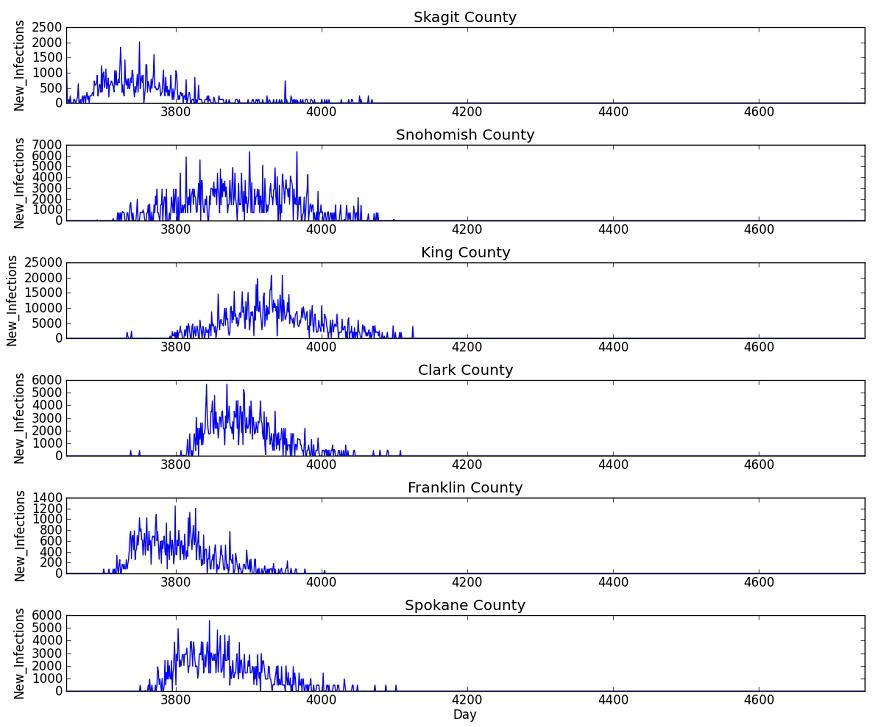 Skagit County
New_Infections
2500
2000
1500
1000
500
0
3800 4000 4200 4400 4600
Snohomish County
New_Infections
7000
6000
5000
4000
3000
2000
1000
0
3800 4000 4200 4400 4600
King County
New_Infections
25000
20000
15000
10000
5000
0
3800 4000 4200 4400 4600
Clark County
New_Infections
6000
5000
4000
3000
2000
1000
0
3800 4000 4200 4400 4600
Franklin County
New_Infections
1400
1200
1000
800
600
400
200
0
3800 4000 4200 4400 4600
Spokane County
New_Infections
6000
5000
4000
3000
2000
1000
0
3800 4000 4200 4400 4600
Day